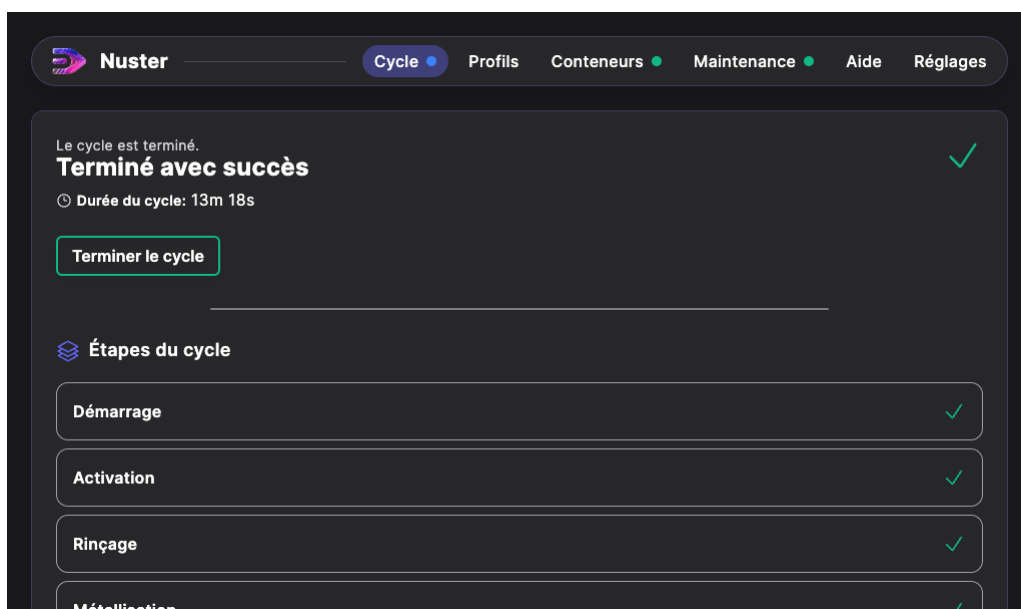 Nuster
Cycle
Profils
Conteneurs
Maintenance
Aide
Réglages
Le cycle est terminé.
Terminé avec succès
Durée du cycle: 13m 18s
Terminer le cycle
Étapes du cycle
Démarrage
Activation
Rinçage
Métallisation